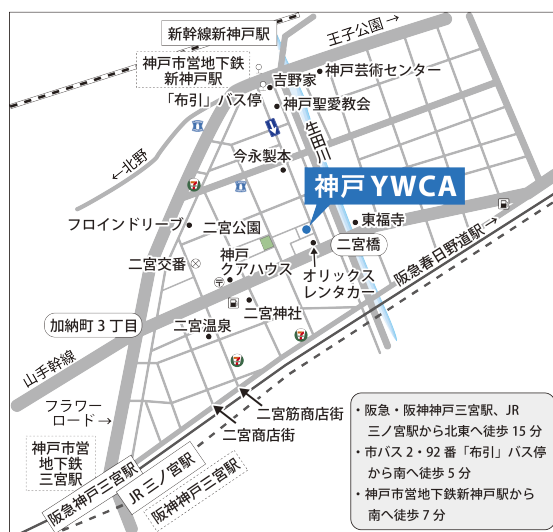 新幹線新神戸駅
王子公園→
神戸市営地下鉄
新神戸駅
吉野家
神戸芸術センター
「布引」バス停
神戸聖愛教会
生田川
←北野
今永製本
神戸 YWCA
フロインドリーブ
二宮公園
東福寺
二宮橋
阪急春日野道駅→
二宮交番
神戸
クアハウス
オリックス
レンタカー
二宮神社
加納町３丁目
二宮温泉
山手幹線
フラワー
ロード→
二宮筋商店街
二宮商店街
神戸市営
地下鉄
三宮駅
阪急神戸三宮駅
JR 三ノ宮駅
阪神神戸三宮駅
・阪急・阪神神戸三宮駅、JR
三ノ宮駅から北東へ徒歩 15 分
・市バス 2・92 番「布引」バス停
から南へ徒歩 5 分
・神戸市営地下鉄新神戸駅から
南へ徒歩 7 分